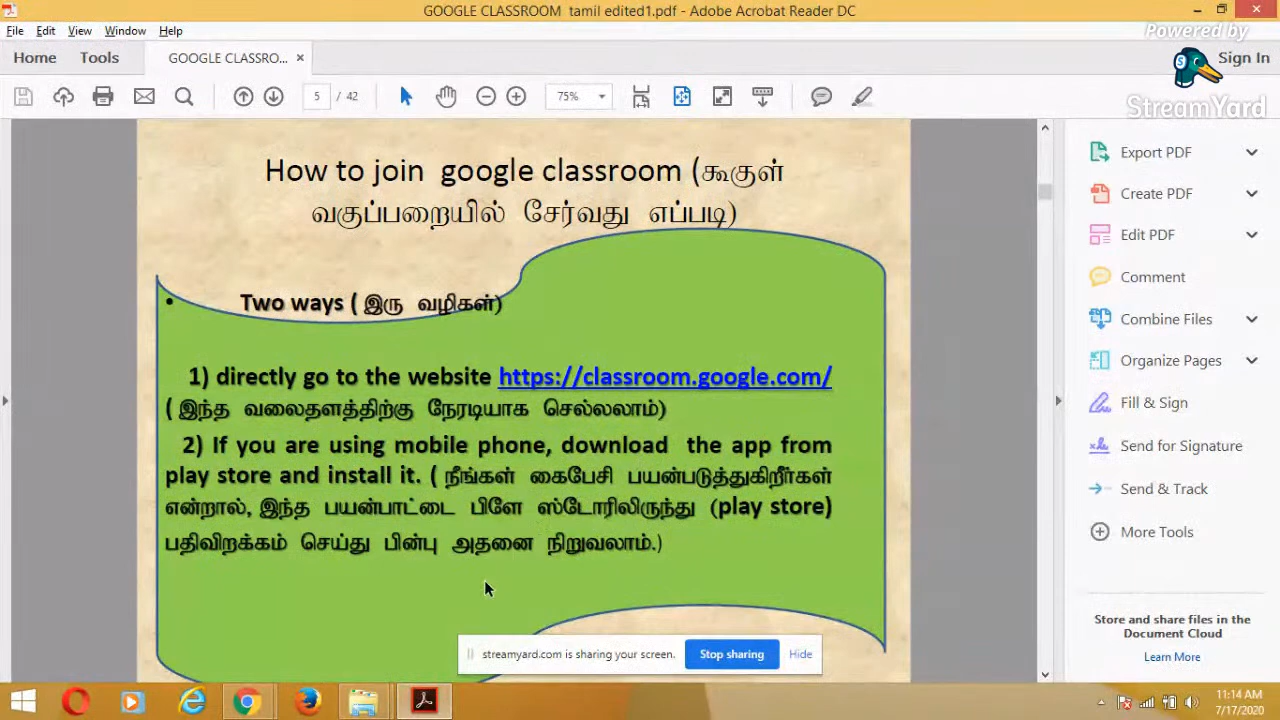 GOOGLE CLASSROOM tamil edited1.pdf - Adobe Acrobat Reader DC
File Edit View Window Help
Powered by
StreamYard
Home Tools GOOGLE CLASSRO... × Sign In
5 / 42 75%
How to join google classroom (கூகுள்
வகுப்பறையில் சேர்வது எப்படி)
• Two ways ( இரு வழிகள்)
1) directly go to the website https://classroom.google.com/
( இந்த வலைதளத்திற்கு நேரடியாக செல்லலாம்)
2) If you are using mobile phone, download the app from
play store and install it. ( நீங்கள் கைபேசி பயன்படுத்துகிறீர்கள்
என்றால், இந்த பயன்பாட்டை பிளே ஸ்டோரிலிருந்து (play store)
பதிவிறக்கம் செய்து பின்பு அதனை நிறுவலாம்.)
Export PDF
Create PDF
Edit PDF
Comment
Combine Files
Organize Pages
Fill & Sign
Send for Signature
Send & Track
More Tools
Store and share files in the
Document Cloud
Learn More
streamyard.com is sharing your screen. Stop sharing Hide
11:14 AM
7/17/2020